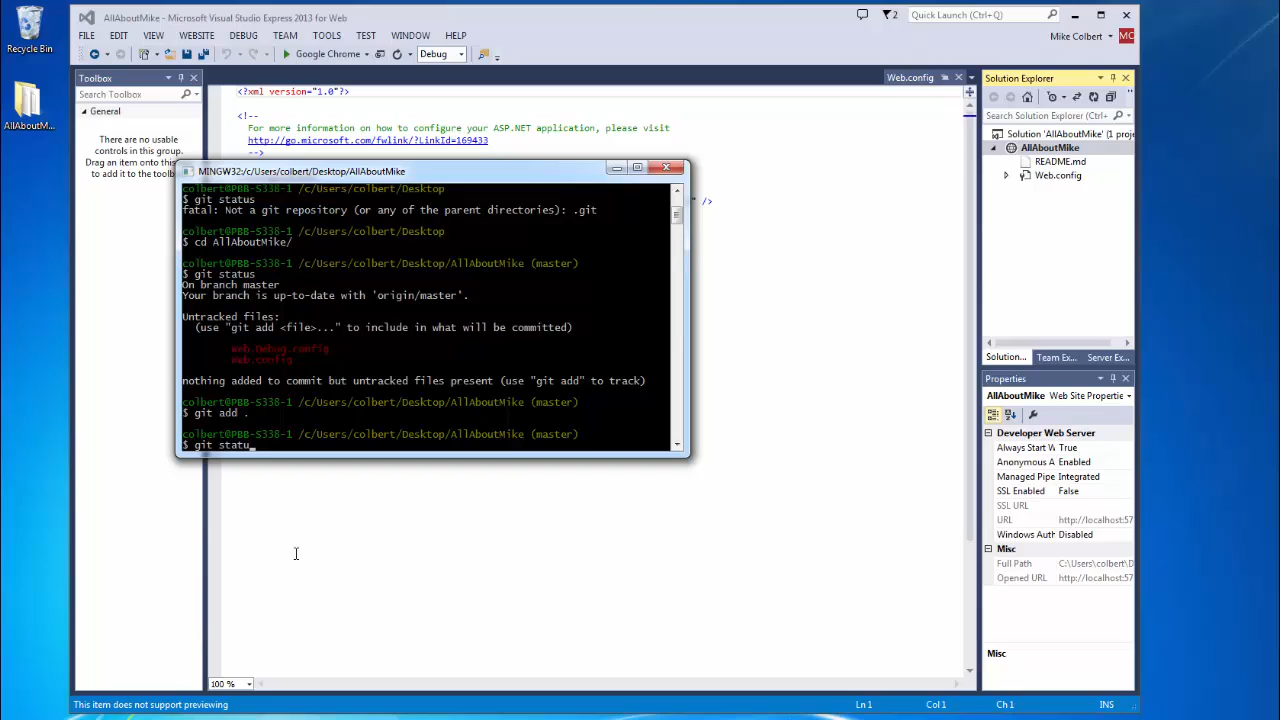 Recycle Bin
AllAboutM...
AllAboutMike - Microsoft Visual Studio Express 2013 for Web
2
Quick Launch (Ctrl+Q)
FILE EDIT VIEW WEBSITE DEBUG TEAM TOOLS TEST WINDOW HELP
Mike Colbert
MC
Google Chrome
Debug
Toolbox
Search Toolbox
General
There are no usable
controls in this group.
Drag an item onto this
to add it to the toolb
Web.config
<?xml version="1.0"?>
<!--
For more information on how to configure your ASP.NET application, please visit
http://go.microsoft.com/fwlink/?LinkId=169433
-->
" />
MINGW32:/c/Users/colbert/Desktop/AllAboutMike
colbert@PBB-S338-1 /c/Users/colbert/Desktop
$ git status
fatal: Not a git repository (or any of the parent directories): .git
colbert@PBB-S338-1 /c/Users/colbert/Desktop
$ cd AllAboutMike/
colbert@PBB-S338-1 /c/Users/colbert/Desktop/AllAboutMike (master)
$ git status
On branch master
Your branch is up-to-date with 'origin/master'.
Untracked files:
(use "git add <file>..." to include in what will be committed)
Web.Debug.config
Web.config
nothing added to commit but untracked files present (use "git add" to track)
colbert@PBB-S338-1 /c/Users/colbert/Desktop/AllAboutMike (master)
$ git add .
colbert@PBB-S338-1 /c/Users/colbert/Desktop/AllAboutMike (master)
$ git statu
100 %
Solution Explorer
Search Solution Explorer (Ctrl+
Solution 'AllAboutMike' (1 proj
AllAboutMike
README.md
Web.config
Solution... Team Ex... Server Ex...
Properties
AllAboutMike Web Site Propertie
Developer Web Server
Always Start W True
Anonymous A Enabled
Managed Pipe Integrated
SSL Enabled False
SSL URL
URL http://localhost:57
Windows Auth Disabled
Misc
Full Path C:\Users\colbert\D
Opened URL http://localhost:57
Misc
This item does not support previewing
Ln 1 Col 1 Ch 1 INS